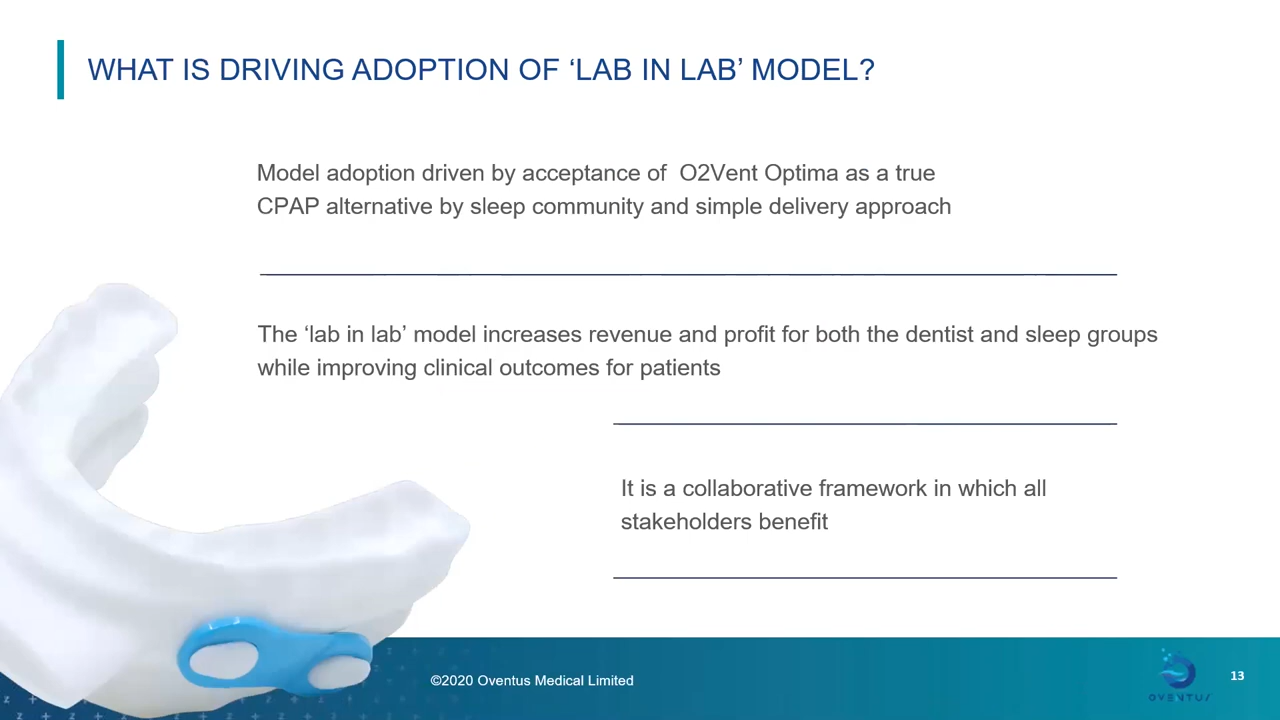 WHAT IS DRIVING ADOPTION OF ‘LAB IN LAB’ MODEL?
Model adoption driven by acceptance of  O2Vent Optima as a true
CPAP alternative by sleep community and simple delivery approach
The ‘lab in lab’ model increases revenue and profit for both the dentist and sleep groups
while improving clinical outcomes for patients
It is a collaborative framework in which all
stakeholders benefit
©2020 Oventus Medical Limited
OVENTUS
13